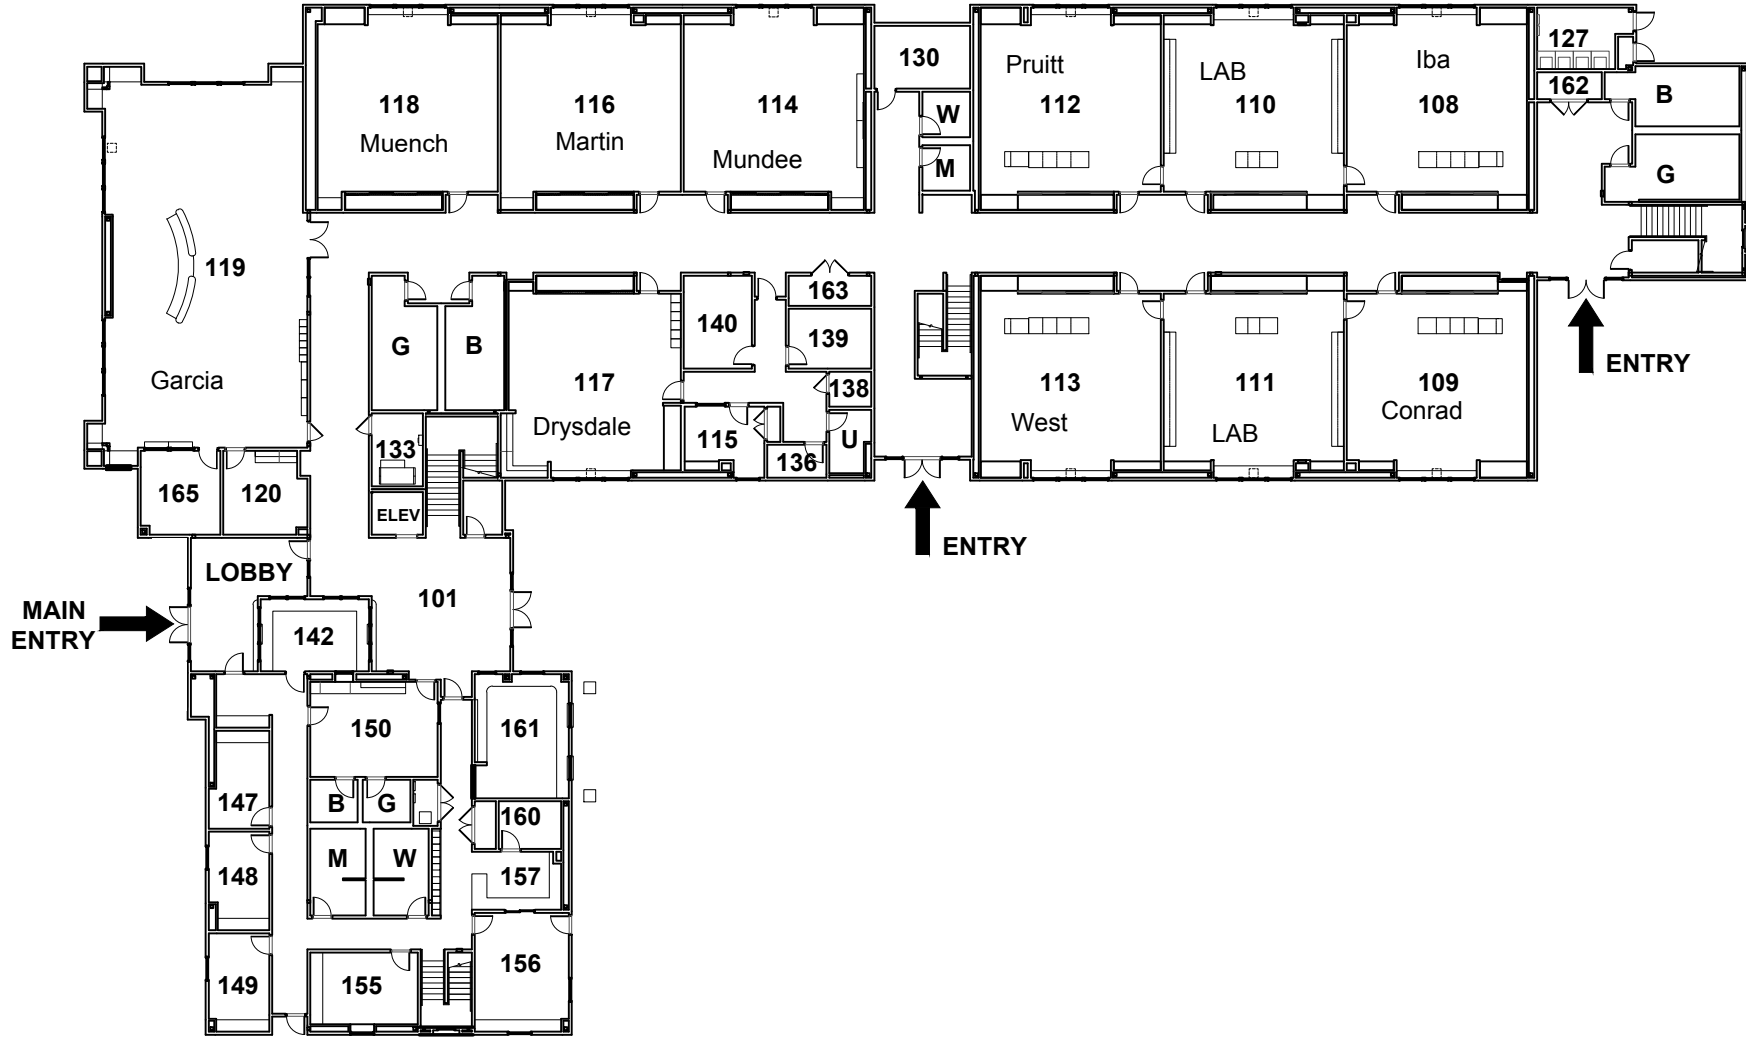 127
130
Pruitt
LAB
Iba
162
118
116
114
112
110
108
B
W
Muench
Martin
Mundee
M
G
119
163
140
139
G
B
ENTRY
Garcia
117
138
113
111
109
Drysdale
West
LAB
Conrad
133
115
U
136
165
120
ELEV
ENTRY
LOBBY
101
MAIN
ENTRY
142
150
161
147
B
G
160
M
W
148
157
149
155
156